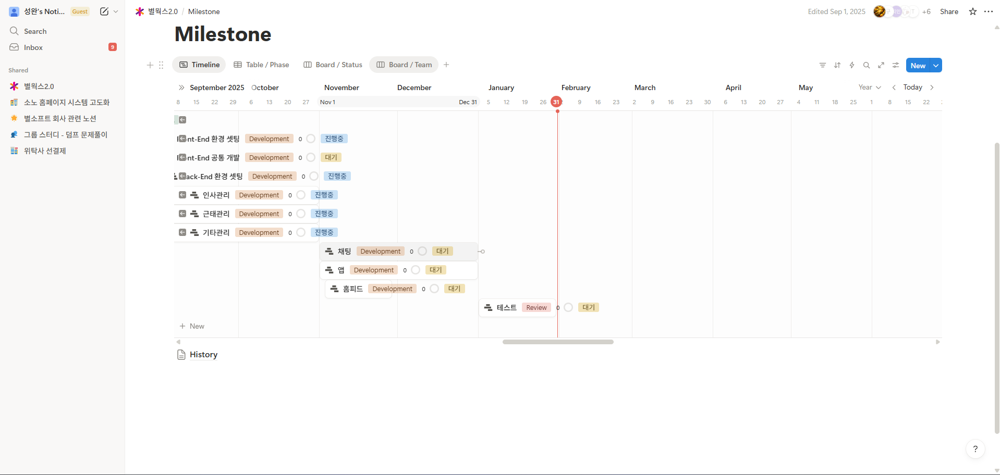 성완's Noti... Guest
Search
Inbox 9
Shared
별웍스2.0
소노 홈페이지 시스템 고도화
별소프트 회사 관련 노션
그룹 스터디 - 덤프 문제풀이
위탁사 선결제
별웍스2.0 / Milestone
Edited Sep 1, 2025 +6 Share
Milestone
Timeline Table / Phase Board / Status Board / Team
New
September 2025 October November December January February March April May Year Today
8 15 22 29 6 13 20 27 Nov 1 Dec 31 5 12 19 26 31 9 16 23 2 9 16 23 30 6 13 20 27 4 11 18 25 1 8 15 22
nt-End 환경 셋팅 Development 0 진행중
nt-End 공통 개발 Development 0 대기
ack-End 환경 셋팅 Development 0 진행중
인사관리 Development 0 진행중
근태관리 Development 0 진행중
기타관리 Development 0 진행중
채팅 Development 0 대기
앱 Development 0 대기
홈피드 Development 0 대기
테스트 Review 0 대기
New
History
?